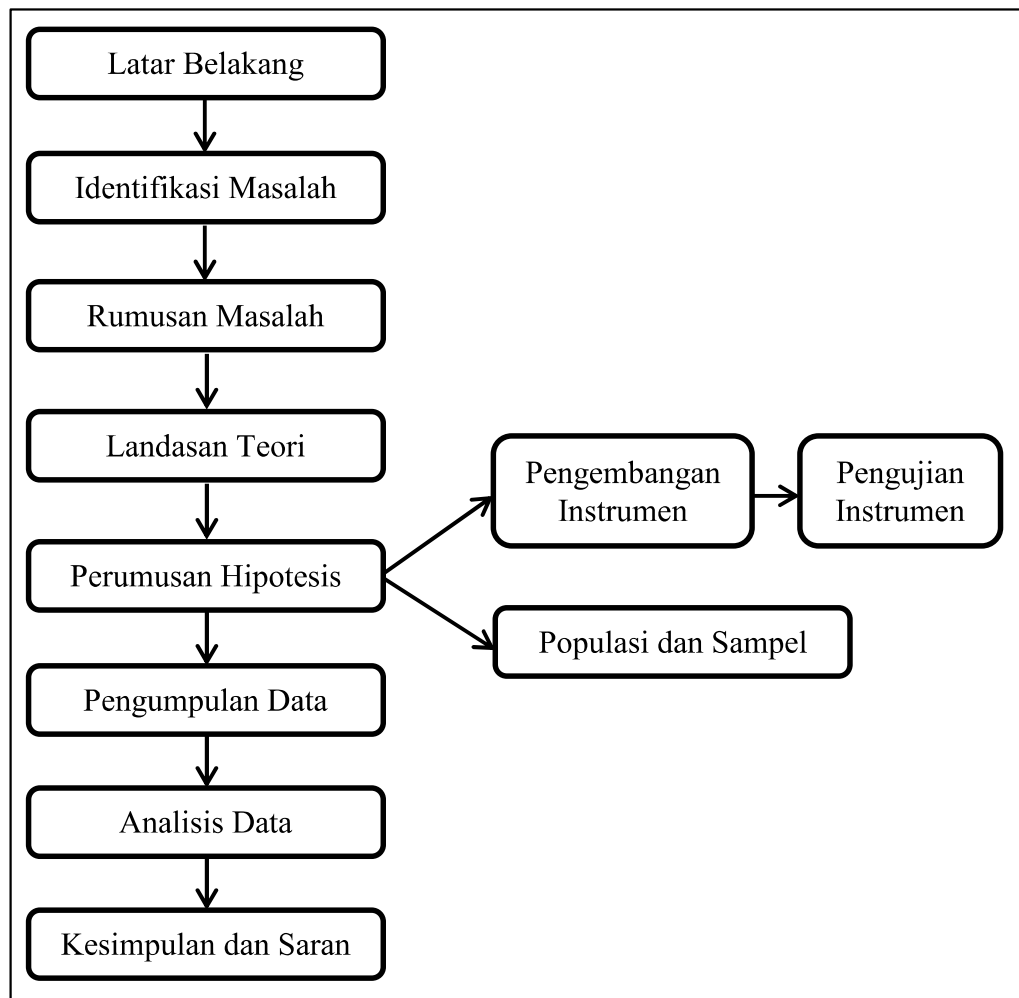 Latar Belakang
Identifikasi Masalah
Rumusan Masalah
Landasan Teori
Perumusan Hipotesis
Pengembangan
Instrumen
Pengujian
Instrumen
Populasi dan Sampel
Pengumpulan Data
Analisis Data
Kesimpulan dan Saran